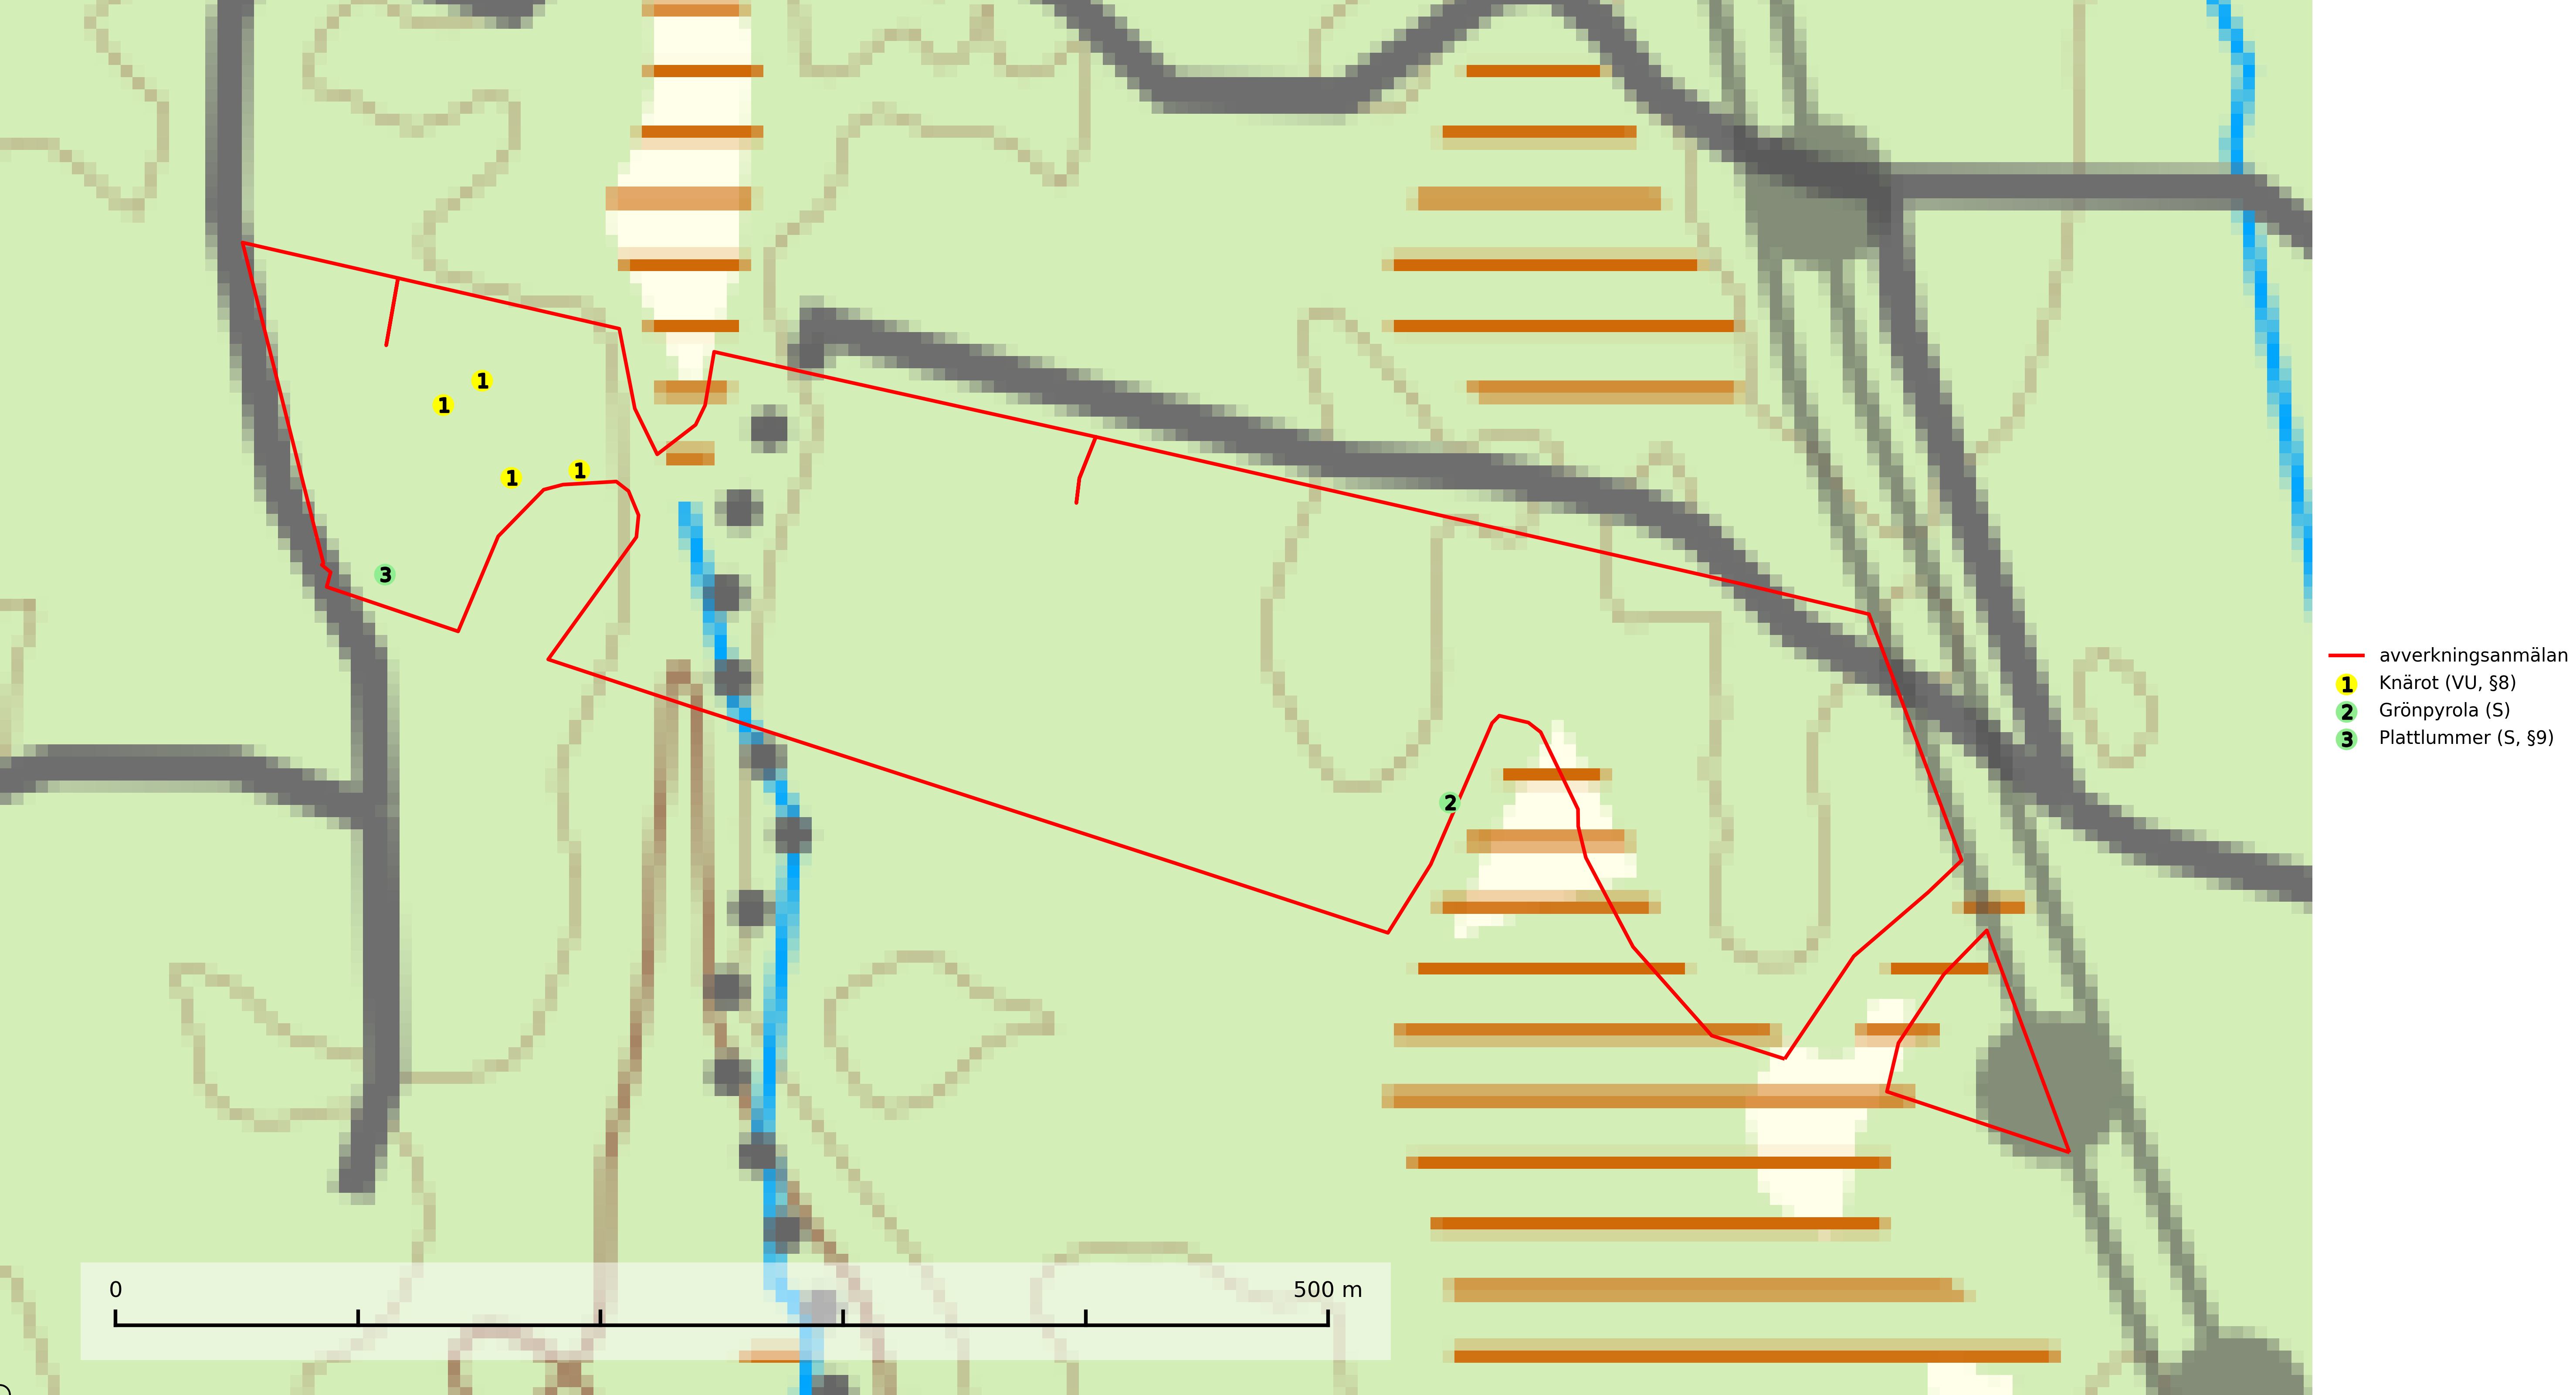 1
1
1
1
3
2
avverkningsanmälan
1 Knärot (VU, §8)
2 Grönpyrola (S)
3 Plattlummer (S, §9)
0 500 m